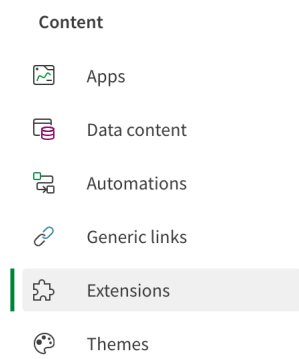 Content
Apps
Data content
Automations
Generic links
Extensions
Themes